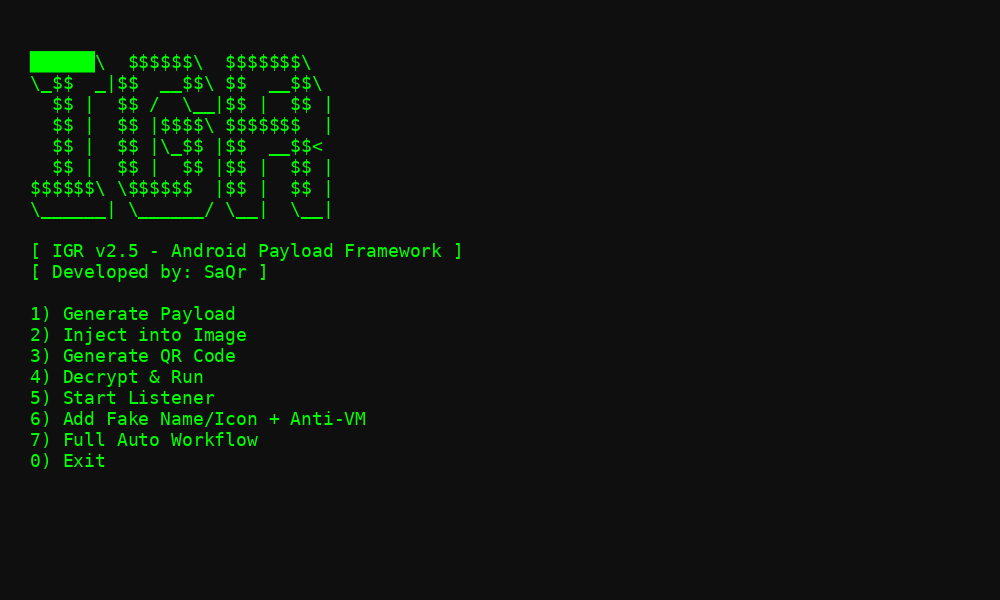 ██████\  $$$$$$\  $$$$$$$\
\_$$  _|$$  __$$\ $$  __$$\
  $$ |  $$ /  \__|$$ |  $$ |
  $$ |  $$ |$$$$\ $$$$$$$  |
  $$ |  $$ |\_$$ |$$  __$$<
  $$ |  $$ |  $$ |$$ |  $$ |
$$$$$$\ \$$$$$$  |$$ |  $$ |
\______| \______/ \__|  \__|
[ IGR v2.5 - Android Payload Framework ]
[ Developed by: SaQr ]
1) Generate Payload
2) Inject into Image
3) Generate QR Code
4) Decrypt & Run
5) Start Listener
6) Add Fake Name/Icon + Anti-VM
7) Full Auto Workflow
0) Exit